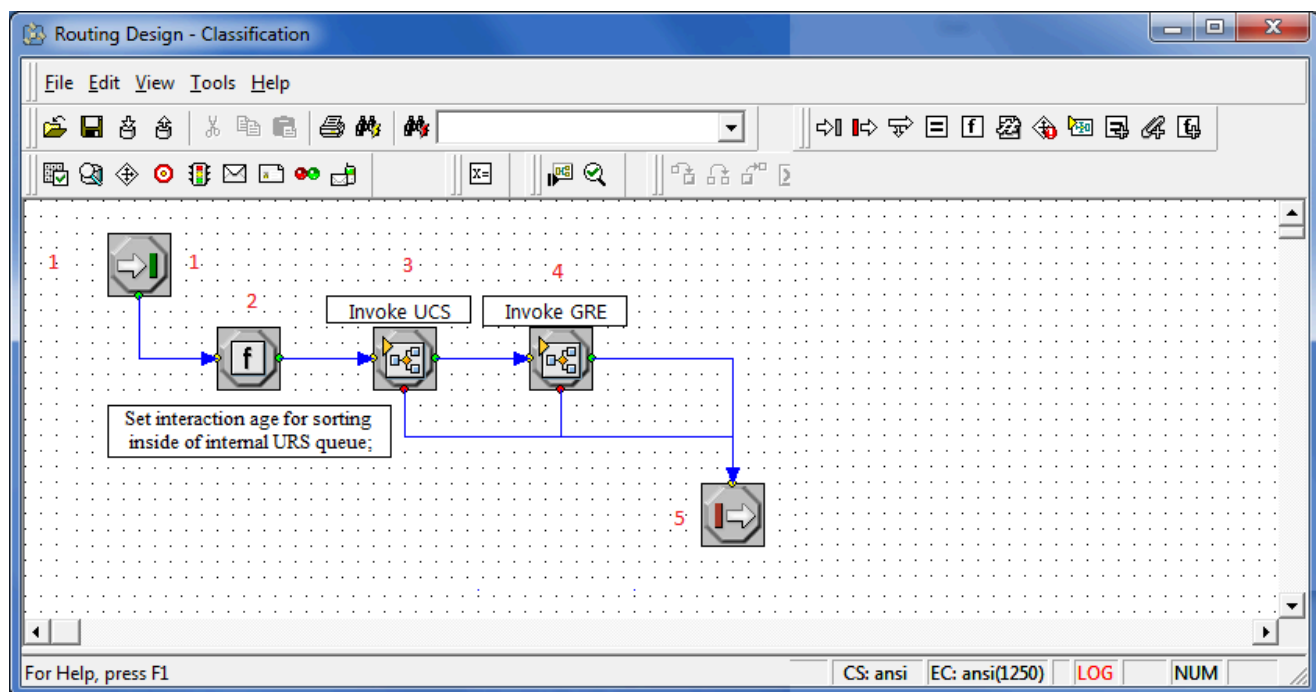 Routing Design - Classification
File Edit View Tools Help
f
X=
1
1
3
4
2
Invoke UCS
Invoke GRE
f
Set interaction age for sorting
inside of internal URS queue;
5
For Help, press F1
CS: ansi
EC: ansi(1250)
LOG
NUM